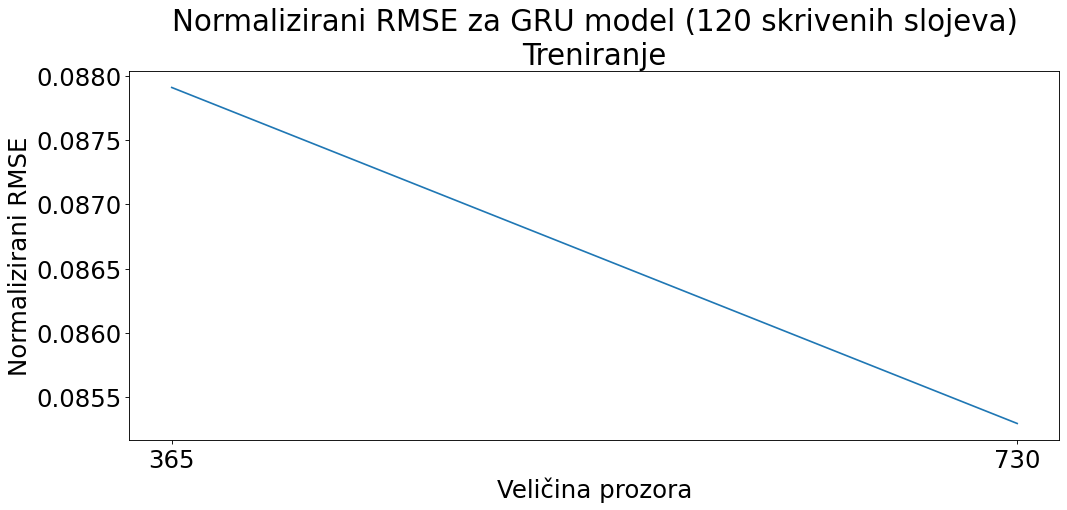 Normalizirani RMSE za GRU model (120 skrivenih slojeva)
Treniranje
Normalizirani RMSE
0.0880
0.0875
0.0870
0.0865
0.0860
0.0855
365
730
Veličina prozora